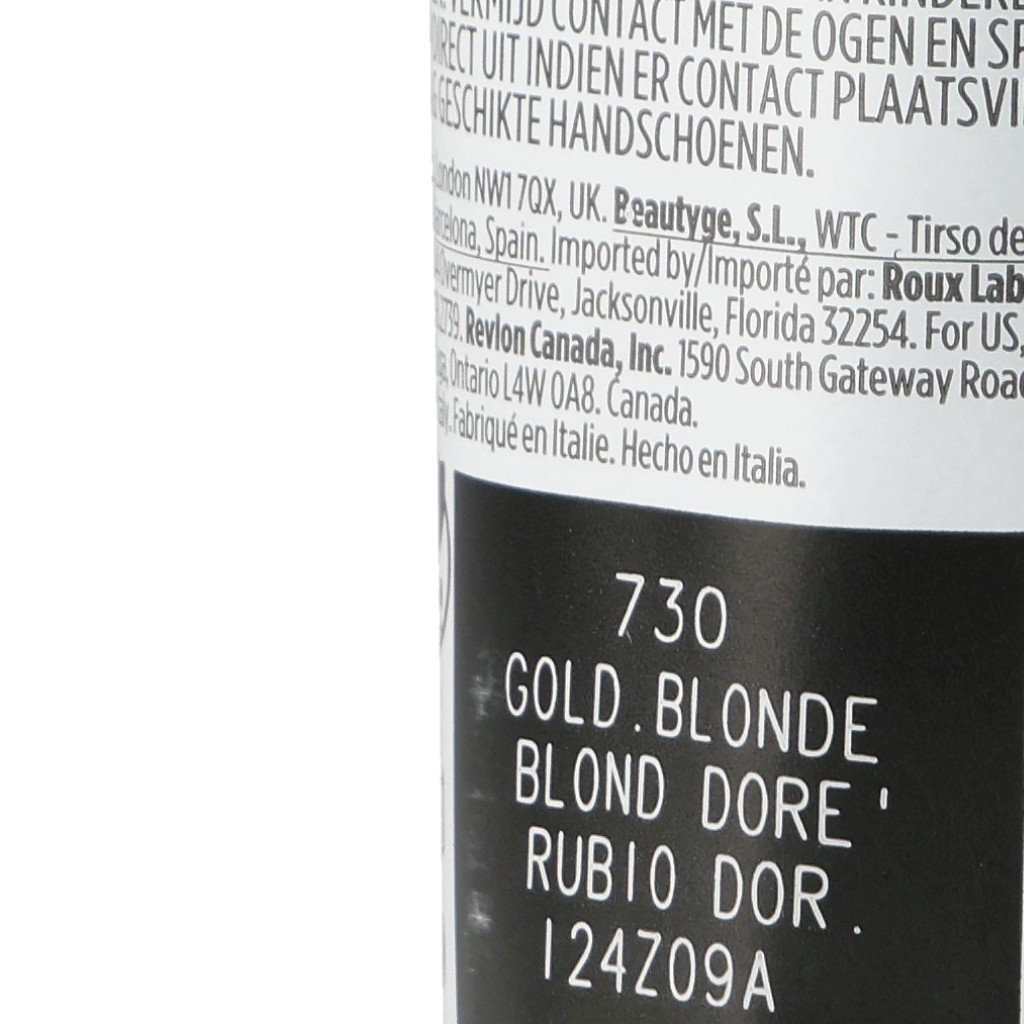 VERMIJD CONTACT MET DE OGEN EN
DIRECT UIT INDIEN ER CONTACT
GESCHIKTE HANDSCHOENEN.
London NW1 7QX, UK. Beautyge, S.L., WTC - Tirso de
Barcelona, Spain. Imported by/Importé par: Roux Lab
Overmyer Drive, Jacksonville, Florida 32254. For US,
Revlon Canada, Inc. 1590 South Gateway Road
Ontario L4W 0A8. Canada.
Fabriqué en Italie. Hecho en Italia.
730
GOLD.BLONDE
BLOND DORE'
RUBIO DOR.
124Z09A